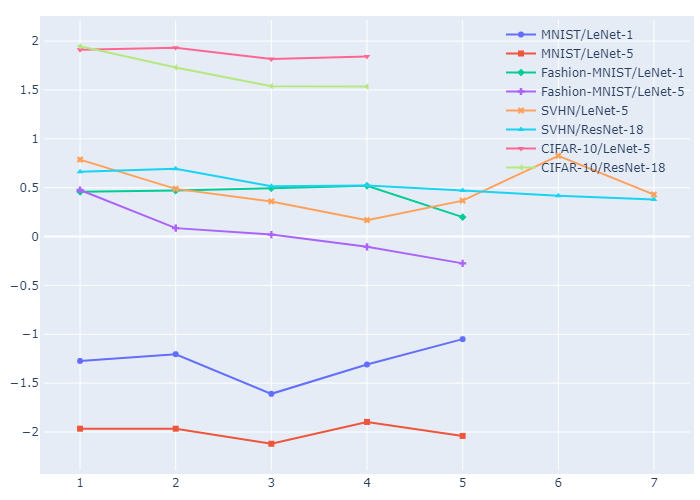 2
1.5
1
0.5
0
−0.5
−1
−1.5
−2
1 2 3 4 5 6 7
MNIST/LeNet-1
MNIST/LeNet-5
Fashion-MNIST/LeNet-1
Fashion-MNIST/LeNet-5
SVHN/LeNet-5
SVHN/ResNet-18
CIFAR-10/LeNet-5
CIFAR-10/ResNet-18